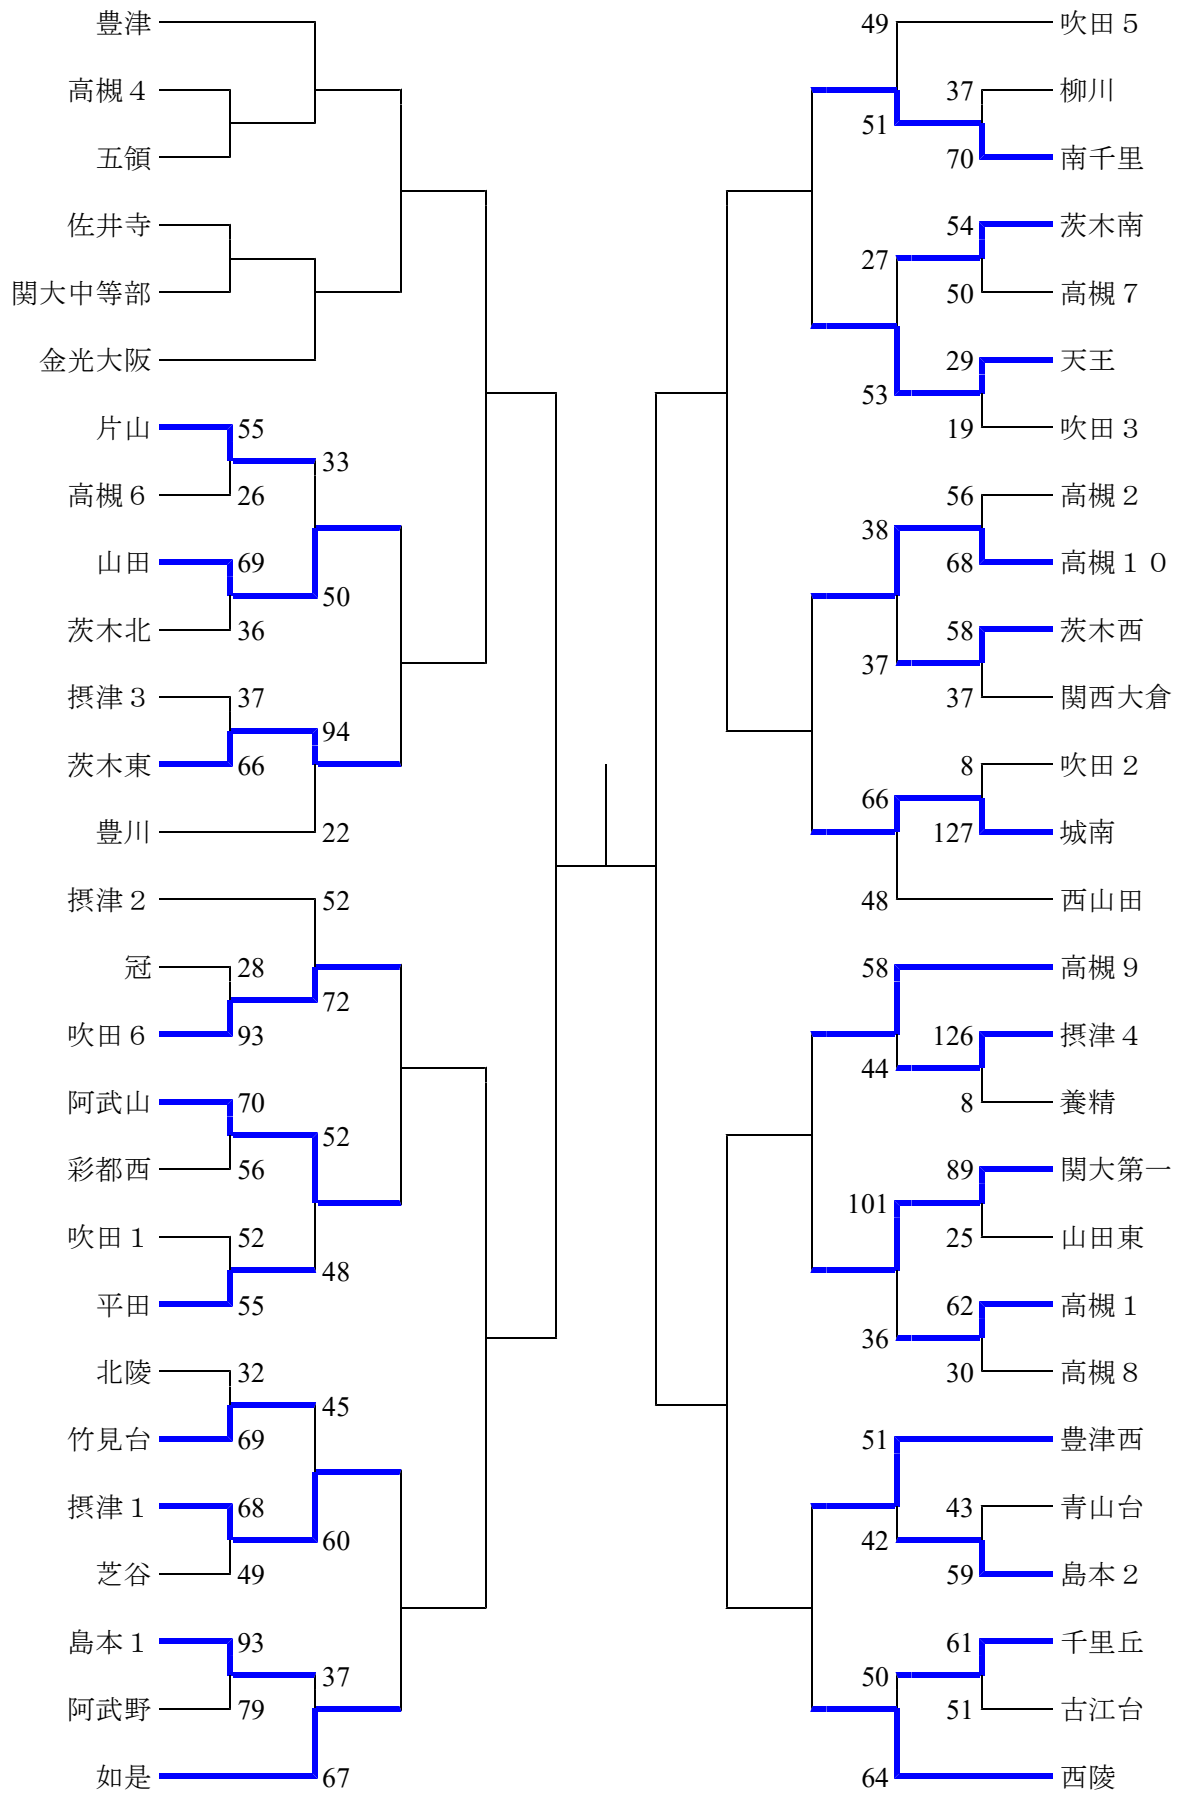 豊津
高槻４
五領
佐井寺
関大中等部
金光大阪
片山 55
33
高槻６ 26
山田 69
50
茨木北 36
摂津３ 37
94
茨木東 66
豊川 22
摂津２ 52
冠 28
72
吹田６ 93
阿武山 70
52
彩都西 56
吹田１ 52
48
平田 55
北陵 32
45
竹見台 69
摂津１ 68
60
芝谷 49
島本１ 93
37
阿武野 79
如是 67
49 吹田５
37 柳川
51
70 南千里
54 茨木南
27
50 高槻７
29 天王
53
19 吹田３
56 高槻２
38
68 高槻１０
58 茨木西
37
37 関西大倉
8 吹田２
66
127 城南
48 西山田
58 高槻９
126 摂津４
44
8 養精
89 関大第一
101
25 山田東
62 高槻１
36
30 高槻８
51 豊津西
43 青山台
42
59 島本２
61 千里丘
50
51 古江台
64 西陵